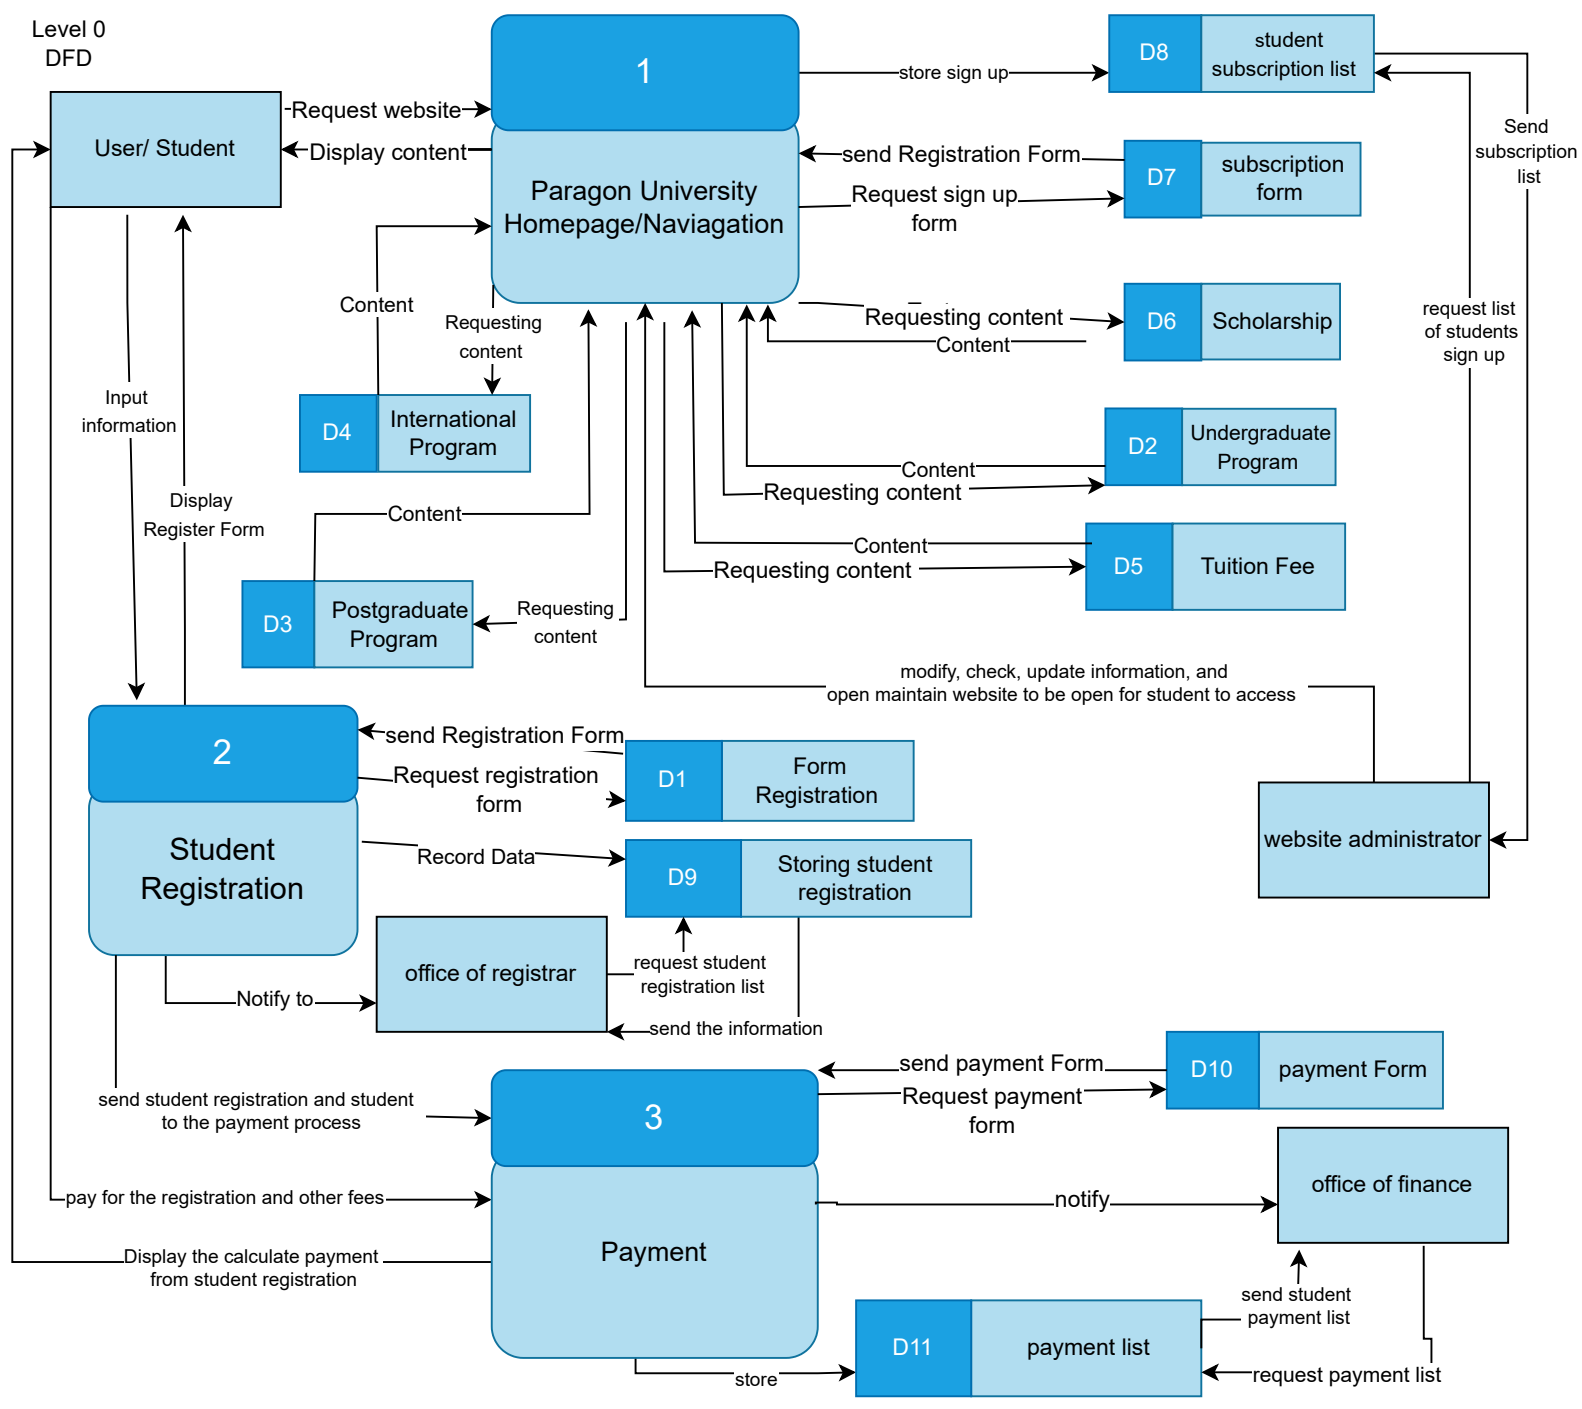 Level 0
DFD
User/ Student
Request website
Display content
1
Paragon University
Homepage/Naviagation
store sign up
D8
student
subscription list
send Registration Form
Request sign up
form
D7
subscription
form
Send
subscription
list
Content
Requesting
content
Requesting content
Content
D6
Scholarship
request list
of students
sign up
Input
information
D4
International
Program
D2
Undergraduate
Program
Content
Requesting content
Display
Register Form
Content
Content
Requesting content
D5
Tuition Fee
D3
Postgraduate
Program
Requesting
content
modify, check, update information, and
open maintain website to be open for student to access
2
Student
Registration
send Registration Form
Request registration
form
D1
Form
Registration
website administrator
Record Data
D9
Storing student
registration
office of registrar
request student
registration list
Notify to
send the information
send student registration and student
to the payment process
3
Payment
send payment Form
Request payment
form
D10
payment Form
office of finance
pay for the registration and other fees
notify
Display the calculate payment
from student registration
send student
payment list
D11
payment list
request payment list
store